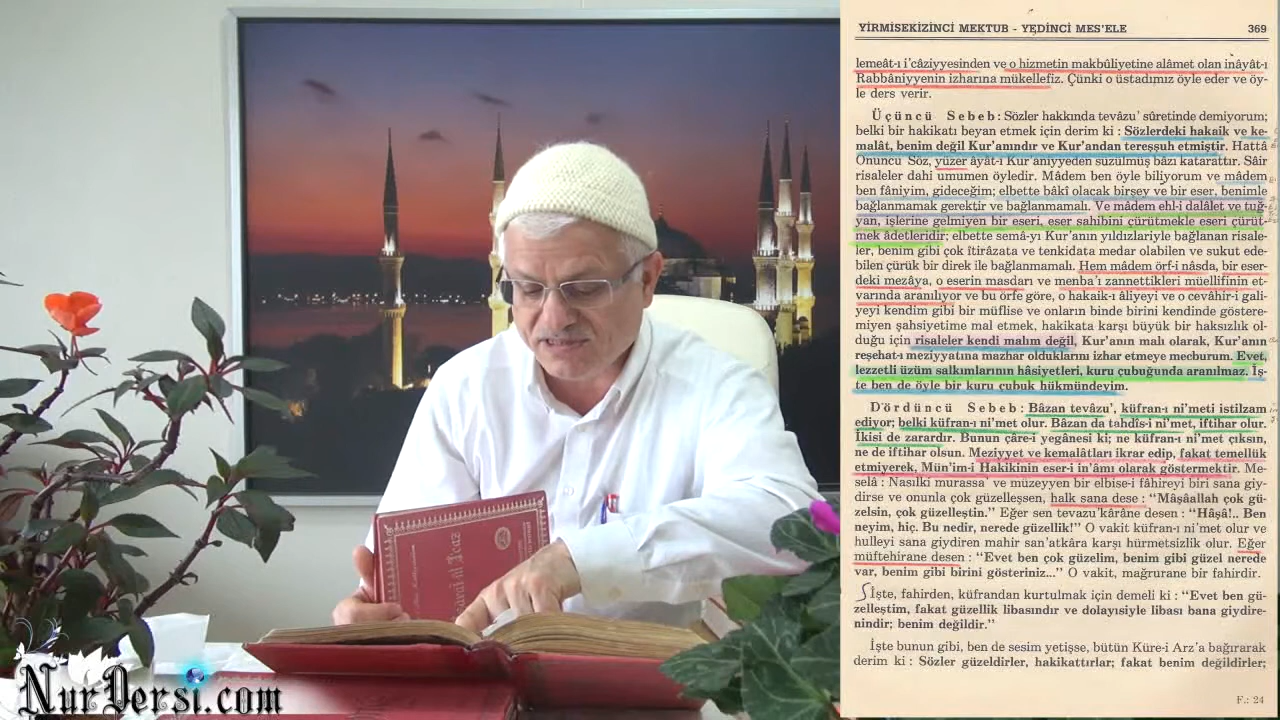 YİRMİSEKİZİNCİ MEKTUB - YEDİNCİ MES'ELE 369
lemeât-ı i'câziyyesinden ve o hizmetin makbûliyetine alâmet olan inâyât-ı
Rabbâniyyenin izharına mükellefiz. Çünki o üstadımız öyle eder ve öy-
le ders verir.
Üçüncü Sebeb: Sözler hakkında tevâzu' sûretinde demiyorum;
belki bir hakikatı beyan etmek için derim ki : Sözlerdeki hakaik ve ke-
malât, benim değil Kur'anındır ve Kur'andan tereşşuh etmiştir. Hattâ
Onuncu Söz, yüzer âyât-ı Kur'aniyyeden süzülmüş bâzı katarattır. Sâir
risaleler dahi umumen öyledir. Mâdem ben öyle biliyorum ve mâdem
ben fâniyim, gideceğim; elbette bâki olacak birşey ve bir eser, benimle
bağlanmamak gerektir ve bağlanmamalı. Ve mâdem ehl-i dalâlet ve tuğ-
yan, işlerine gelmiyen bir eseri, eser sahibini çürütmekle eseri çürüt-
mek âdetleridir; elbette semâ-yı Kur'anın yıldızlariyle bağlanan risale-
ler, benim gibi çok îtirâzata ve tenkidata medar olabilen ve sukut ede-
bilen çürük bir direk ile bağlanmamalı. Hem mâdem örf-i nâsda, bir eser-
deki mezâya, o eserin masdarı ve menba'ı zannettikleri müellifinin et-
varında aranılıyor ve bu örfe göre, o hakaik-ı âliyeyi ve o cevâhir-i gali-
yeyi kendim gibi bir müflise ve onların binde birini kendinde göstere-
miyen şahsiyetime mal etmek, hakikata karşı büyük bir haksızlık ol-
duğu için risaleler kendi malım değil, Kur'anın malı olarak, Kur'anın
reşehat-ı meziyyatına mazhar olduklarını izhar etmeye mecburum. Evet,
lezzetli üzüm salkımlarının hâsiyetleri, kuru çubuğunda aranılmaz. İş-
te ben de öyle bir kuru çubuk hükmündeyim.
Dördüncü Sebeb: Bâzan tevâzu', küfran-ı ni'meti istilzam
ediyor; belki küfran-ı ni'met olur. Bâzan da tahdîs-i ni'met, iftihar olur.
İkisi de zarardır. Bunun çâre-i yegânesi ki; ne küfran-ı ni'met çıksın,
ne de iftihar olsun. Meziyyet ve kemalâtları ikrar edip, fakat temellük
etmiyerek, Mün'im-i Hakikinin eser-i in'âmı olarak göstermektir. Me-
selâ : Nasılki murassa' ve müzeyyen bir elbise-i fâhireyi biri sana giy-
dirse ve onunla çok güzelleşsen, halk sana dese : "Mâşâallah çok gü-
zelsin, çok güzelleştin." Eğer sen tevazu'kârâne desen : "Hâşâ!.. Ben
neyim, hiç. Bu nedir, nerede güzellik!" O vakit küfran-ı ni'met olur ve
hulleyi sana giydiren mahir san'atkâra karşı hürmetsizlik olur. Eğer
müftehirane desen : "Evet ben çok güzelim, benim gibi güzel nerede
var, benim gibi birini gösteriniz..." O vakit, mağrurane bir fahirdir.
İşte, fahirden, küfrandan kurtulmak için demeli ki : "Evet ben gü-
zelleştim, fakat güzellik libasındır ve dolayısiyle libası bana giydire-
nindir; benim değildir."
İşte bunun gibi, ben de sesim yetişse, bütün Küre-i Arz'a bağırarak
derim ki : Sözler güzeldirler, hakikattırlar; fakat benim değildirler;
F.: 24
NurDersi.com